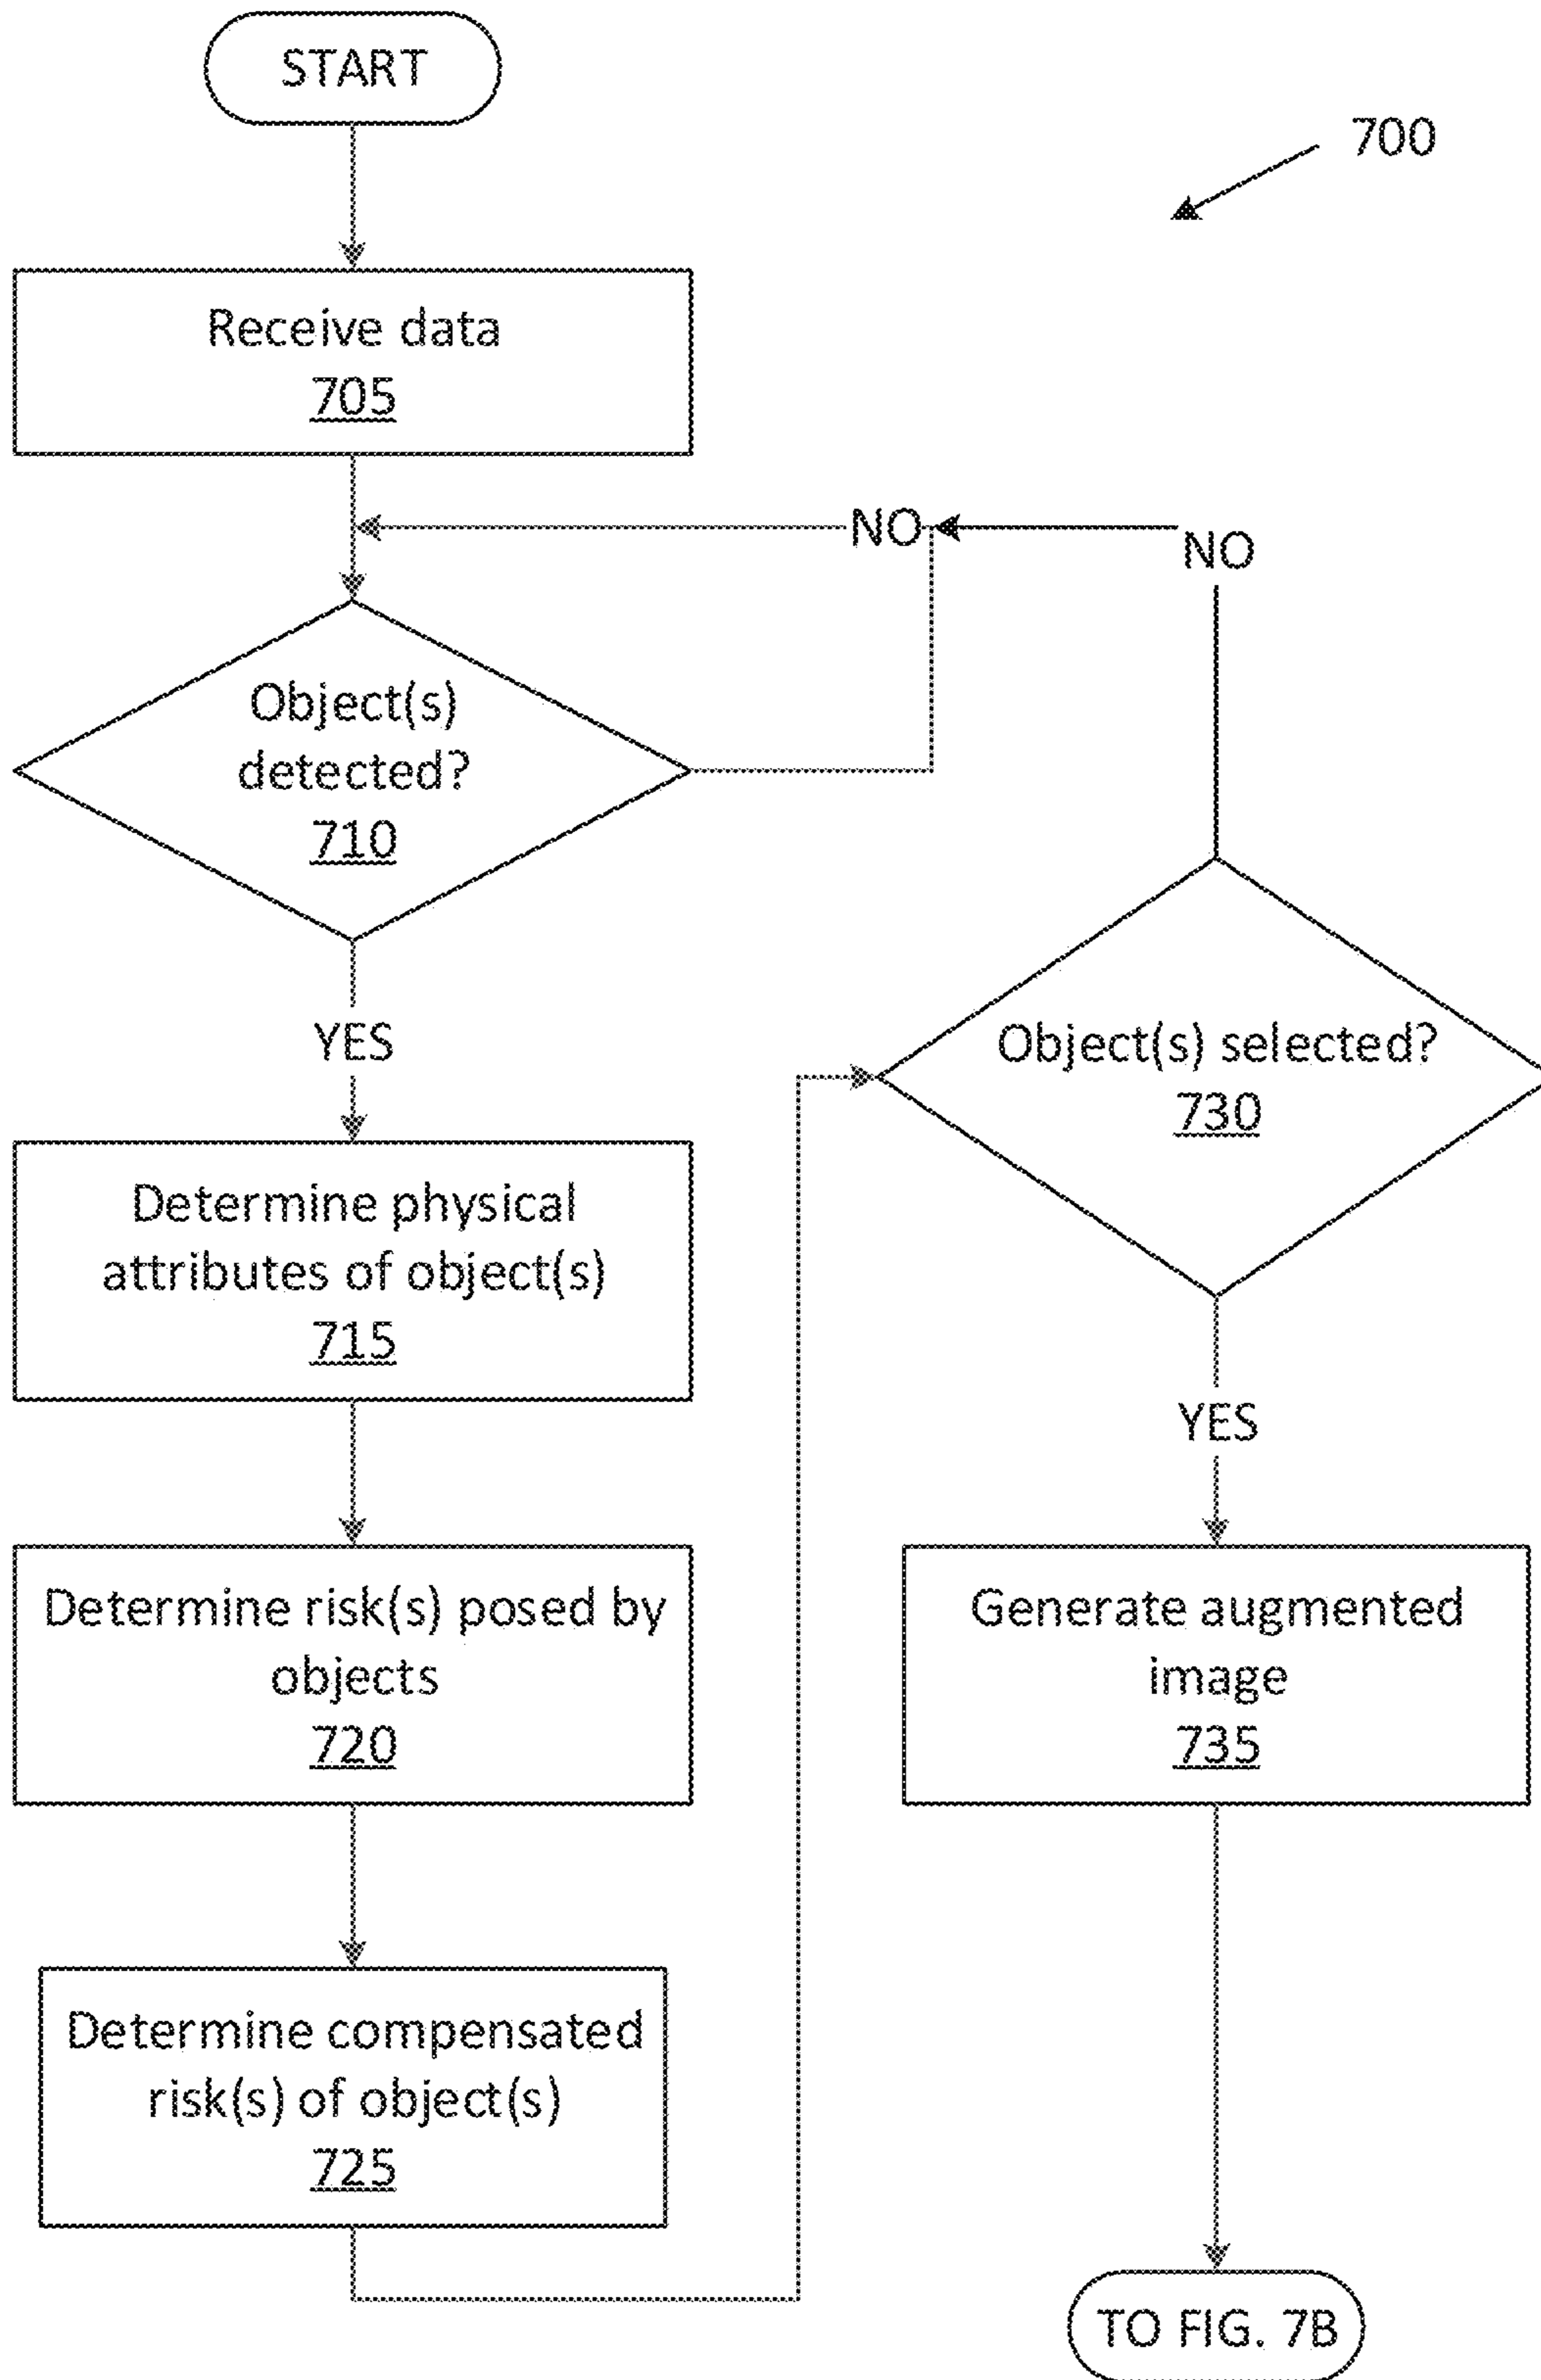 START
700
Receive data
705
NO
NO
Object(s)
detected?
710
YES
Determine physical
attributes of object(s)
715
Determine risk(s) posed by
objects
720
Determine compensated
risk(s) of object(s)
725
Object(s) selected?
730
YES
Generate augmented
image
735
TO FIG. 7B